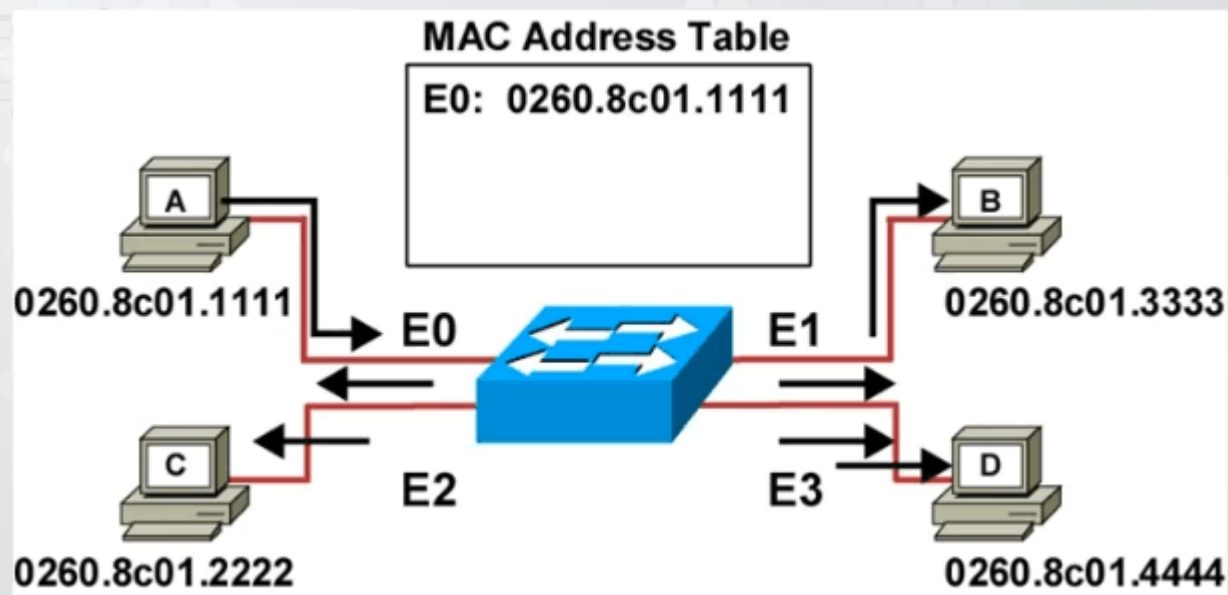 MAC Address Table
E0: 0260.8c01.1111
A
B
0260.8c01.1111
0260.8c01.3333
E0
E1
C
D
E2
E3
0260.8c01.2222
0260.8c01.4444